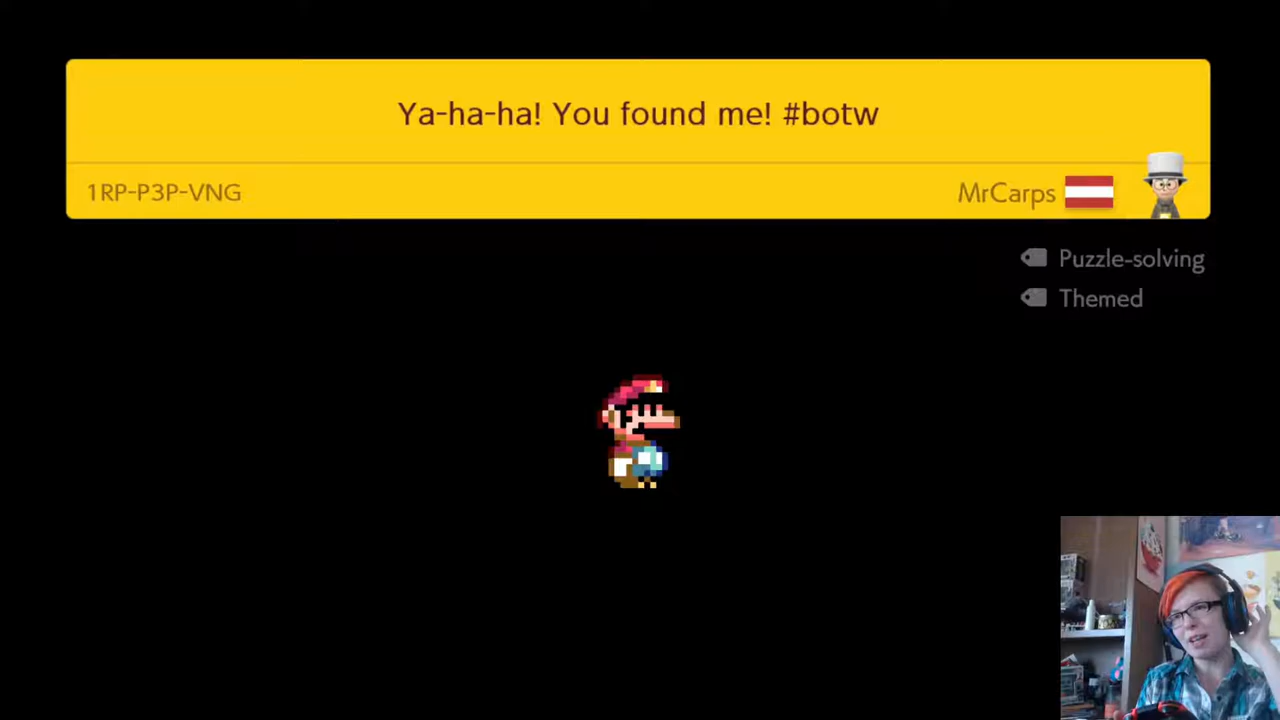 Ya-ha-ha! You found me! #botw
1RP-P3P-VNG
MrCarps
Puzzle-solving
Themed